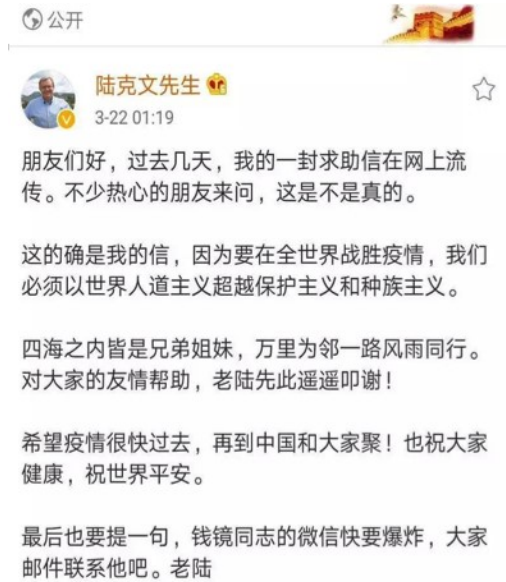 公开
陆克文先生
3-22 01:19
朋友们好，过去几天，我的一封求助信在网上流
传。不少热心的朋友来问，这是不是真的。
这的确是我的信，因为要在全世界战胜疫情，我们
必须以世界人道主义超越保护主义和种族主义。
四海之内皆是兄弟姐妹，万里为邻一路风雨同行。
对大家的友情帮助，老陆先此遥遥叩谢！
希望疫情很快过去，再到中国和大家聚！也祝大家
健康，祝世界平安。
最后也要提一句，钱镜同志的微信快要爆炸，大家
邮件联系他吧。老陆